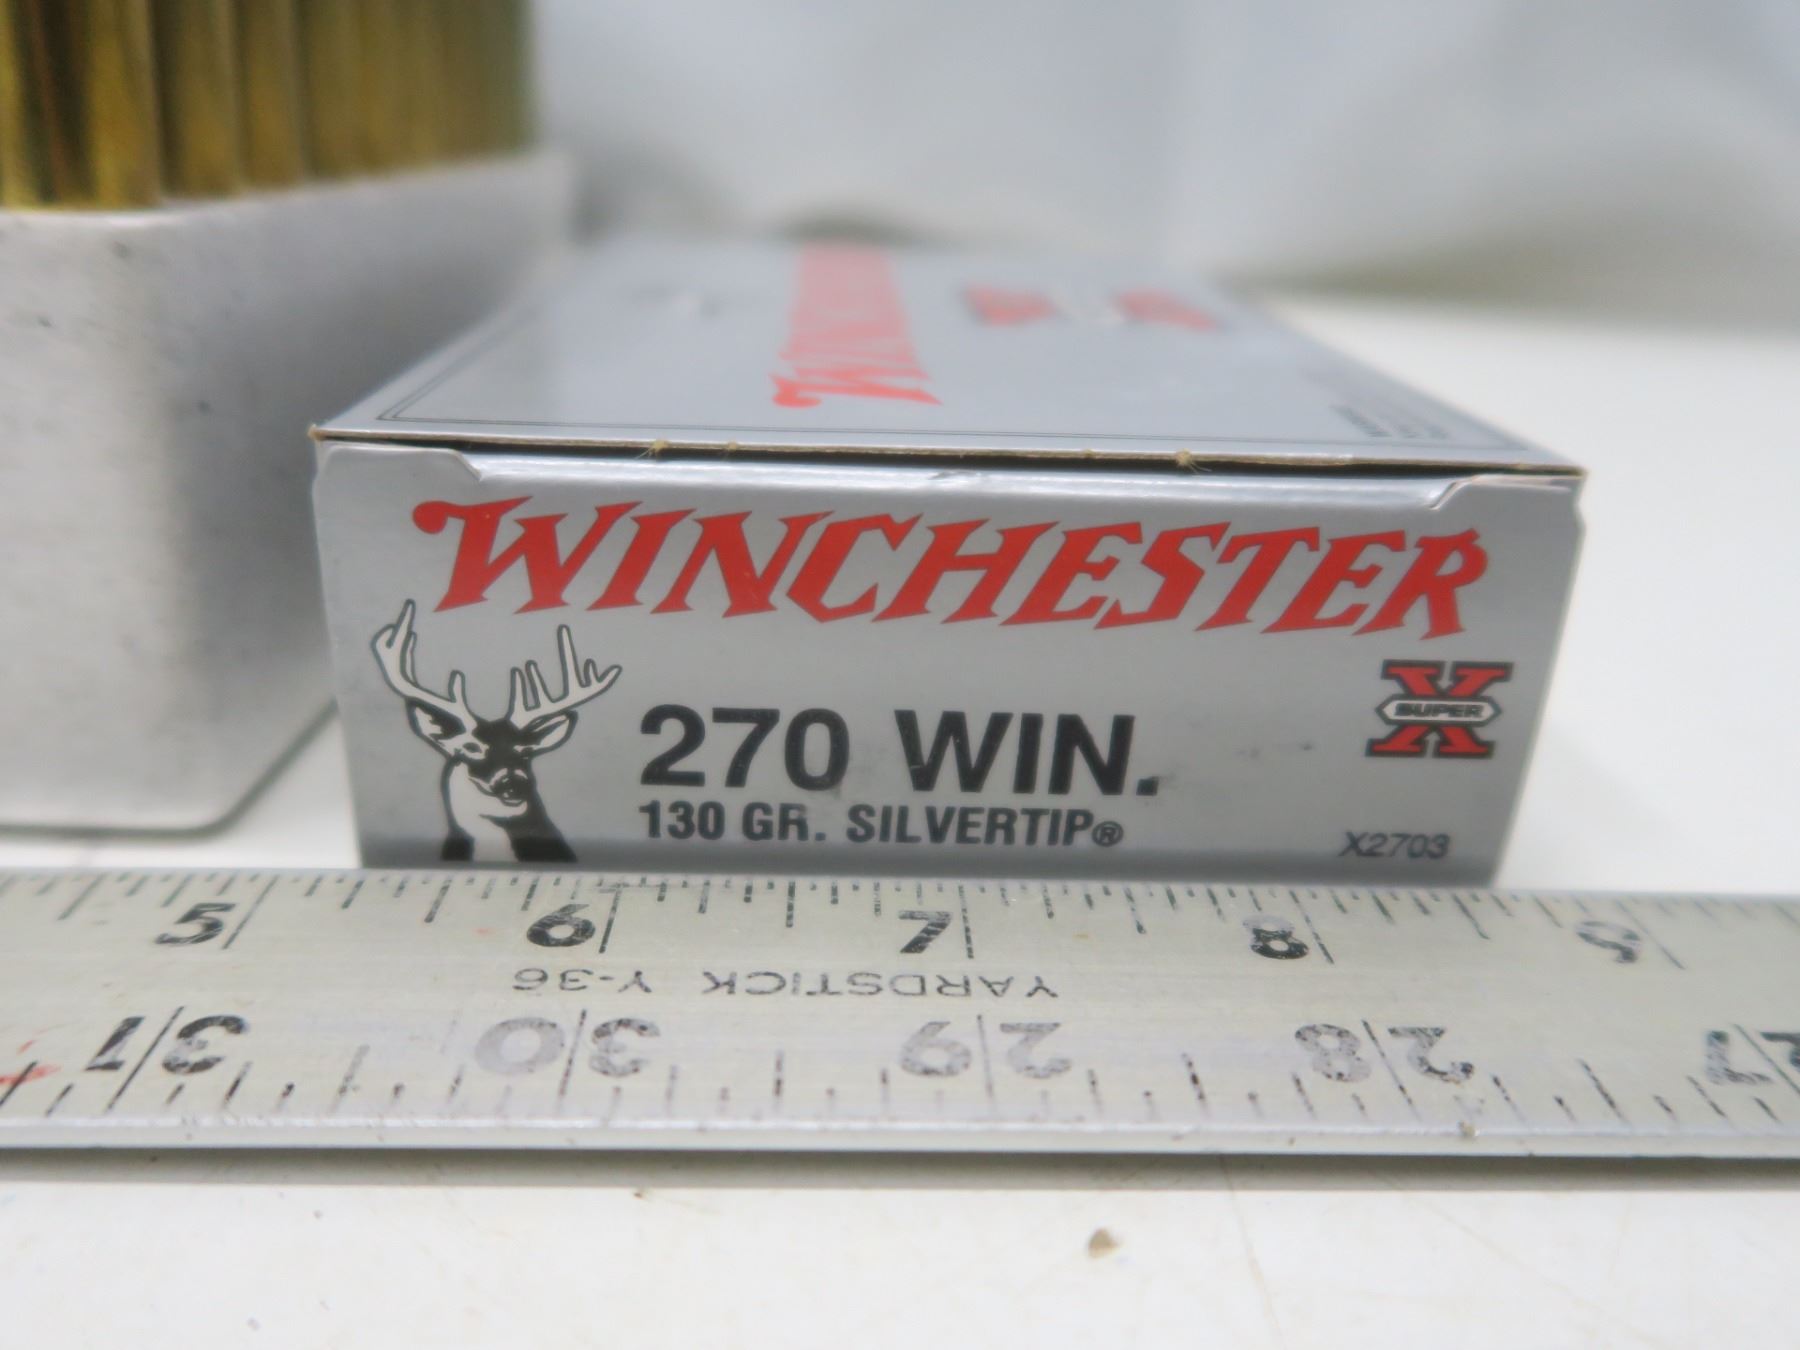 WINCHESTER
WINCHESTER
X
SUPER
270 WIN.
130 GR. SILVERTIP®
X2703
5 6 7 8 9
YARDSTICK Y-36
31 30 29 28 27